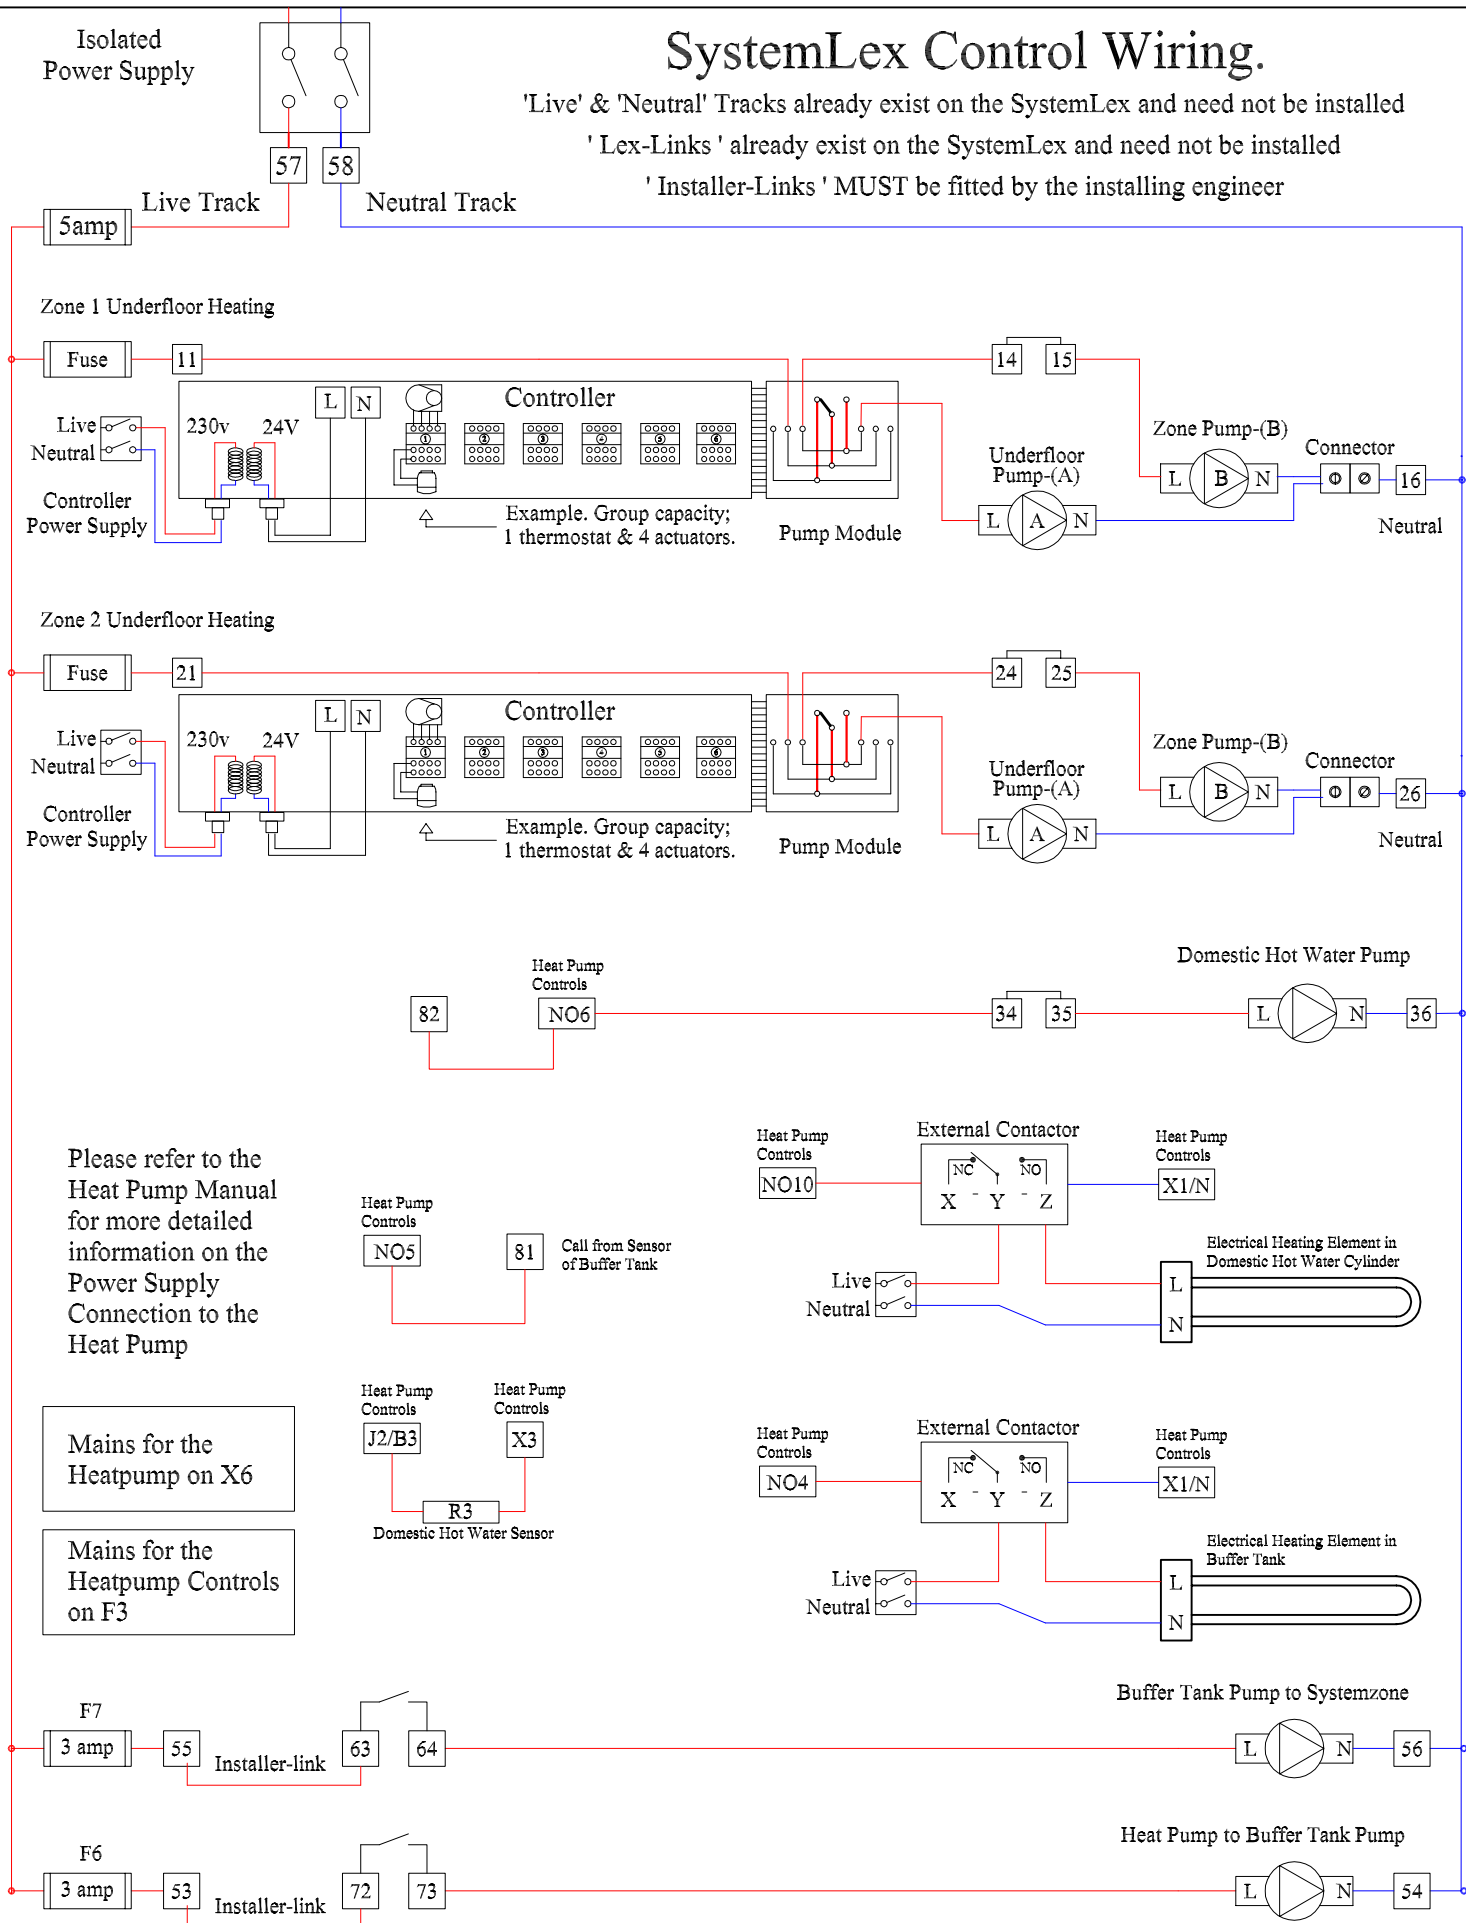 Isolated
Power Supply
SystemLex Control Wiring.
'Live' & 'Neutral' Tracks already exist on the SystemLex and need not be installed
' Lex-Links ' already exist on the SystemLex and need not be installed
' Installer-Links ' MUST be fitted by the installing engineer
57 58
Live Track
Neutral Track
5amp
Zone 1 Underfloor Heating
Fuse
11
14 15
L N
Controller
Live
Neutral
230v 24V
1 2 3 4 5 6
Controller
Power Supply
Example. Group capacity;
1 thermostat & 4 actuators.
Pump Module
Underfloor
Pump-(A)
L A N
Zone Pump-(B)
L B N
Connector
16
Neutral
Zone 2 Underfloor Heating
Fuse
21
24 25
L N
Controller
Live
Neutral
230v 24V
1 2 3 4 5 6
Controller
Power Supply
Example. Group capacity;
1 thermostat & 4 actuators.
Pump Module
Underfloor
Pump-(A)
L A N
Zone Pump-(B)
L B N
Connector
26
Neutral
Domestic Hot Water Pump
Heat Pump
Controls
82
NO6
34 35
L N
36
Please refer to the
Heat Pump Manual
for more detailed
information on the
Power Supply
Connection to the
Heat Pump
Heat Pump
Controls
NO5
81
Call from Sensor
of Buffer Tank
Heat Pump
Controls
NO10
External Contactor
NC NO
X - Y - Z
Heat Pump
Controls
X1/N
Live
Neutral
Electrical Heating Element in
Domestic Hot Water Cylinder
L
N
Mains for the
Heatpump on X6
Mains for the
Heatpump Controls
on F3
Heat Pump
Controls
J2/B3
Heat Pump
Controls
X3
R3
Domestic Hot Water Sensor
Heat Pump
Controls
NO4
External Contactor
NC NO
X - Y - Z
Heat Pump
Controls
X1/N
Live
Neutral
Electrical Heating Element in
Buffer Tank
L
N
Buffer Tank Pump to Systemzone
F7
3 amp
55
Installer-link
63 64
L N
56
Heat Pump to Buffer Tank Pump
F6
3 amp
53
Installer-link
72 73
L N
54